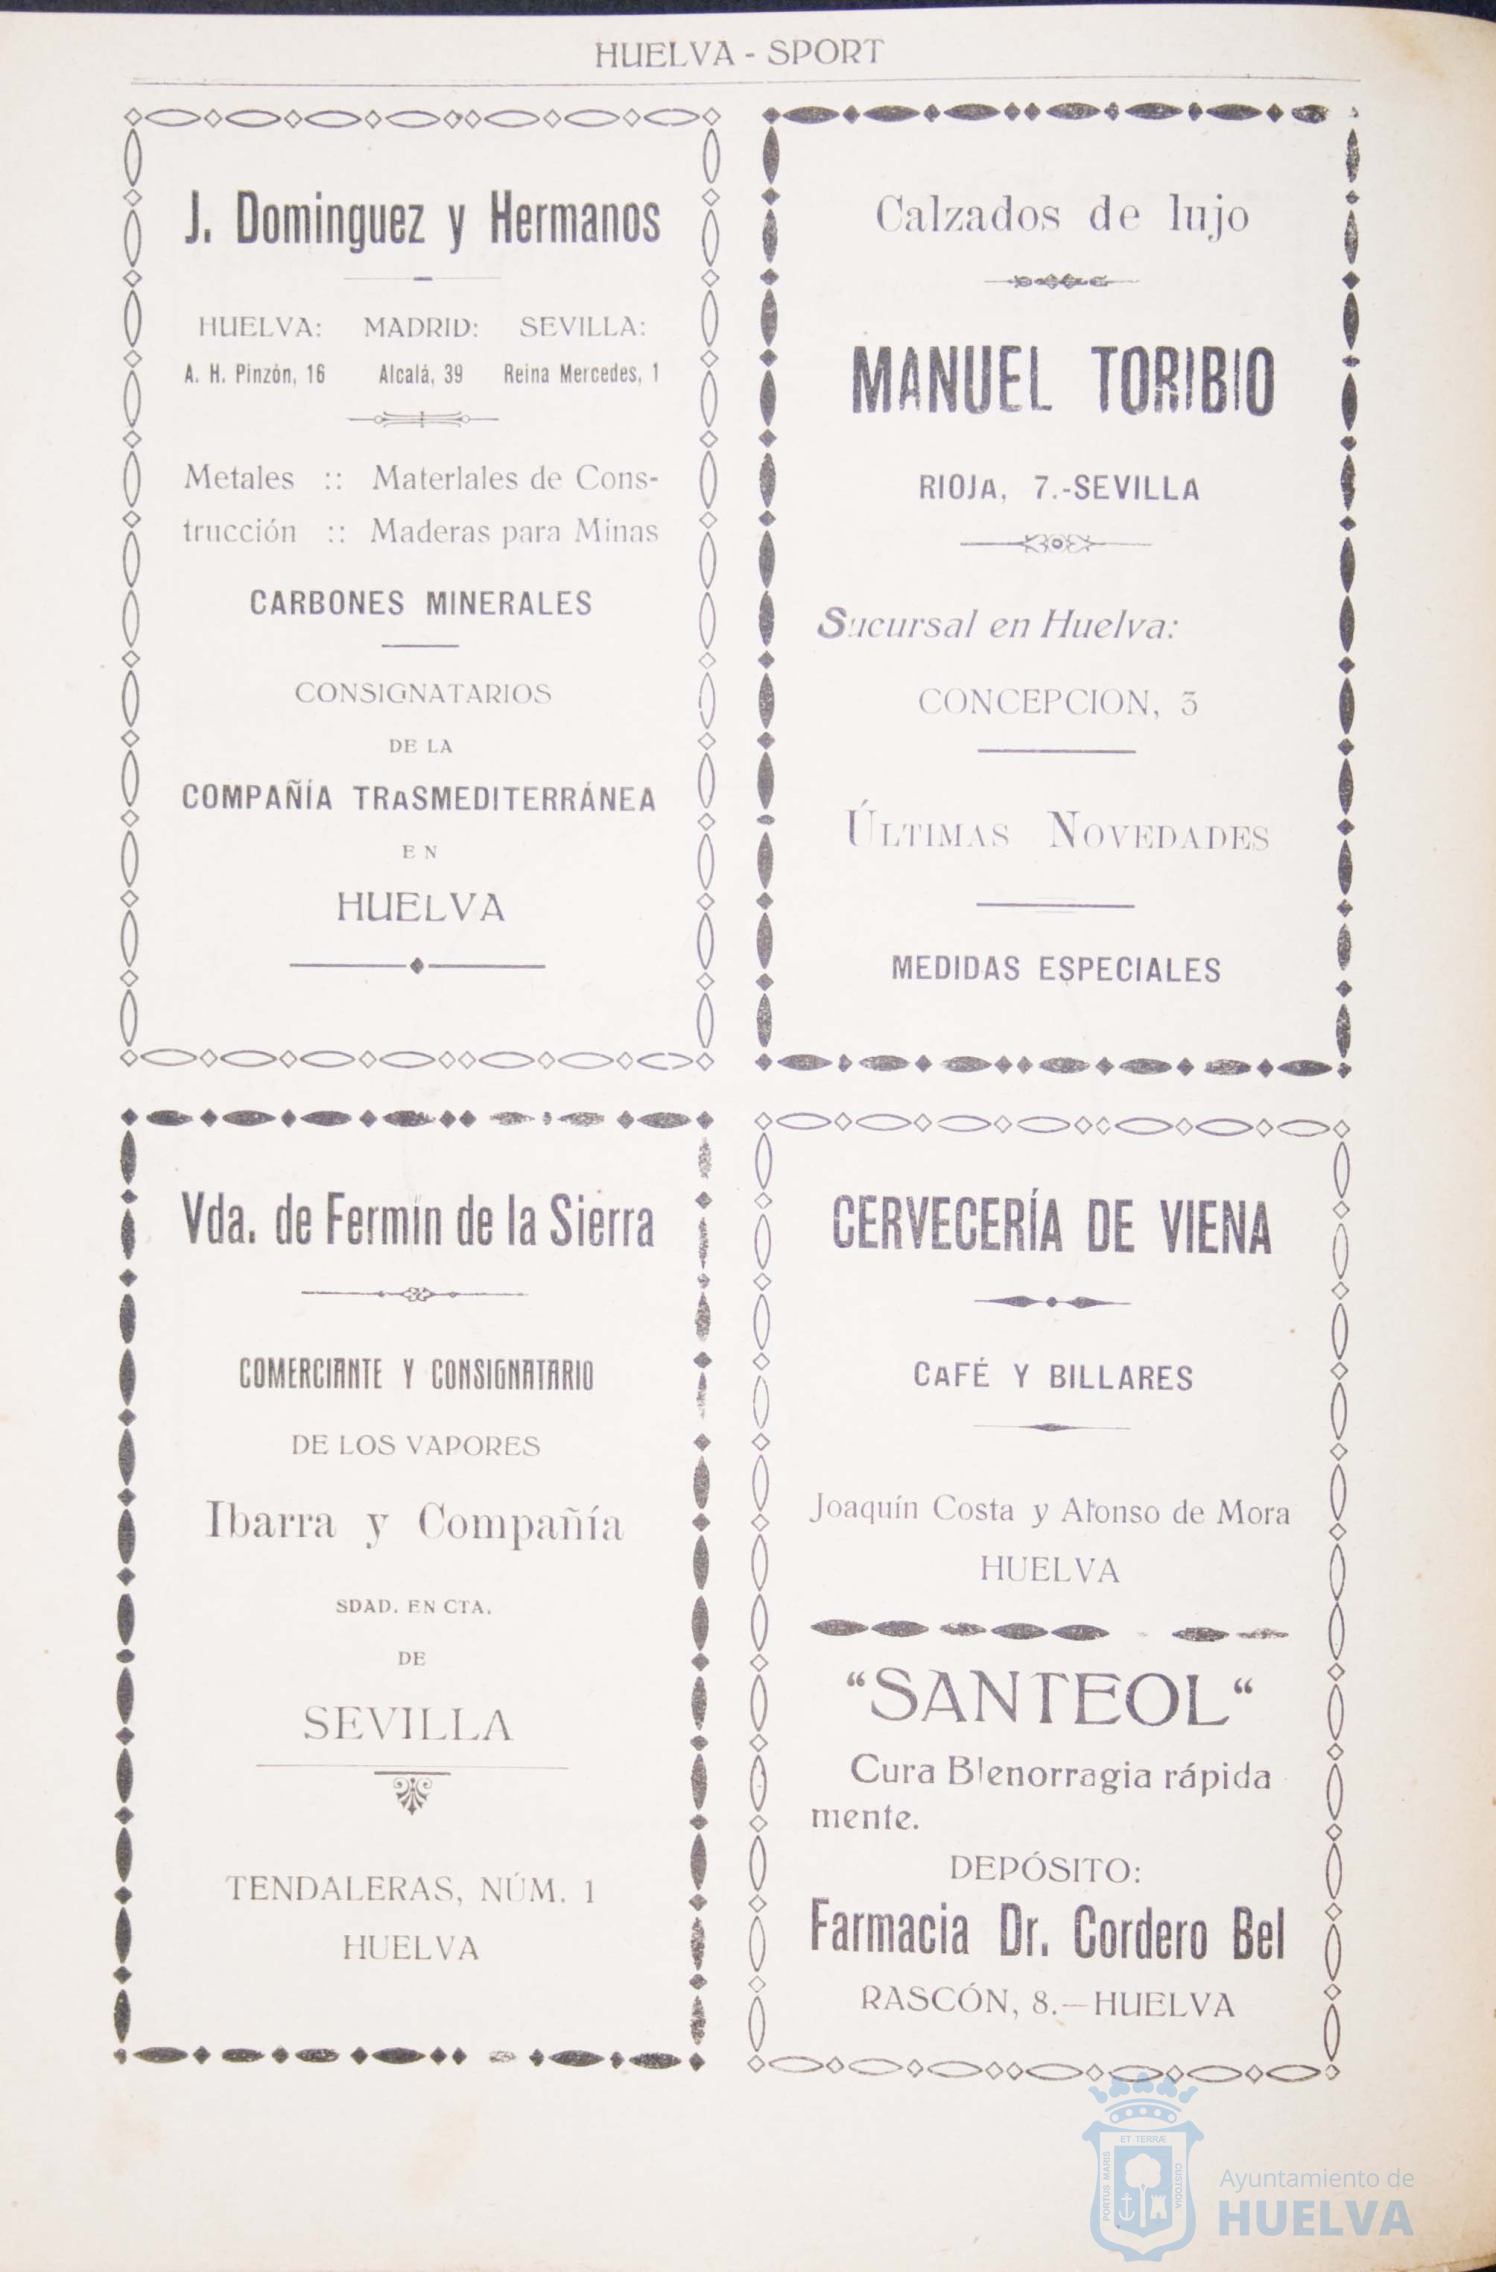 HUELVA - SPORT
J. Dominguez y Hermanos
HUELVA: MADRID: SEVILLA:
A. H. Pinzón, 16 Alcalá, 39 Reina Mercedes, 1
Metales :: Materlales de Cons-
trucción :: Maderas para Minas
CARBONES MINERALES
CONSIGNATARIOS
DE LA
COMPAÑÍA TRASMEDITERRÁNEA
EN
HUELVA
Calzados de lujo
MANUEL TORIBIO
RIOJA, 7.-SEVILLA
Sucursal en Huelva:
CONCEPCION, 3
ÚLTIMAS NOVEDADES
MEDIDAS ESPECIALES
Vda. de Fermín de la Sierra
COMERCIANTE Y CONSIGNATARIO
DE LOS VAPORES
Ibarra y Compañía
SDAD. EN CTA.
DE
SEVILLA
TENDALERAS, NÚM. 1
HUELVA
CERVECERÍA DE VIENA
CAFÉ Y BILLARES
Joaquín Costa y Alonso de Mora
HUELVA
“SANTEOL“
Cura Blenorragia rápida
mente.
DEPÓSITO:
Farmacia Dr. Cordero Bel
RASCÓN, 8.—HUELVA
PORTUS MARIS
ET TERRÆ
CUSTODIA
Ayuntamiento de
HUELVA